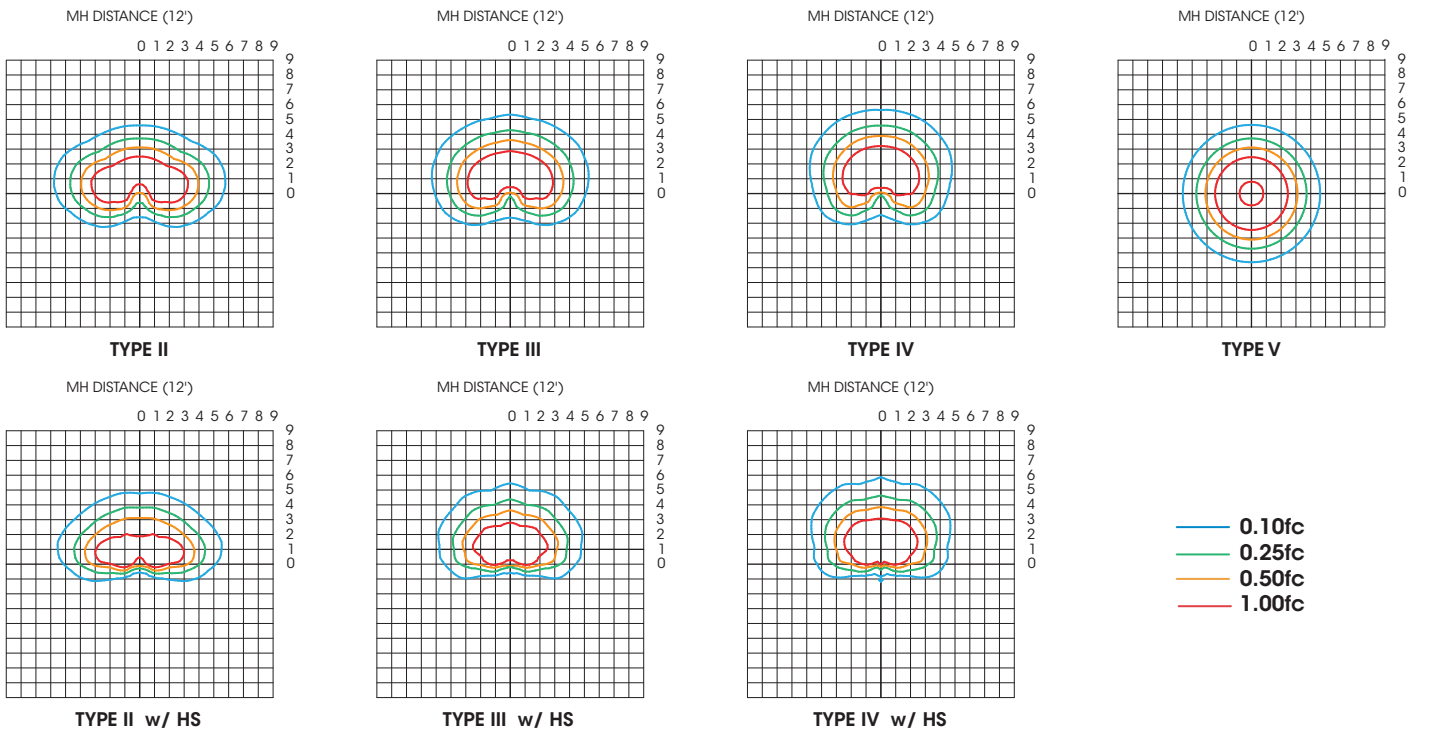 MH DISTANCE (12')
MH DISTANCE (12')
MH DISTANCE (12')
MH DISTANCE (12')
0 1 2 3 4 5 6 7 8 9
0 1 2 3 4 5 6 7 8 9
0 1 2 3 4 5 6 7 8 9
0 1 2 3 4 5 6 7 8 9
9
8
7
6
5
4
3
2
1
0
9
8
7
6
5
4
3
2
1
0
9
8
7
6
5
4
3
2
1
0
9
8
7
6
5
4
3
2
1
0
TYPE II
TYPE III
TYPE IV
TYPE V
MH DISTANCE (12')
MH DISTANCE (12')
MH DISTANCE (12')
0 1 2 3 4 5 6 7 8 9
0 1 2 3 4 5 6 7 8 9
0 1 2 3 4 5 6 7 8 9
9
8
7
6
5
4
3
2
1
0
9
8
7
6
5
4
3
2
1
0
9
8
7
6
5
4
3
2
1
0
TYPE II w/ HS
TYPE III w/ HS
TYPE IV w/ HS
0.10fc
0.25fc
0.50fc
1.00fc